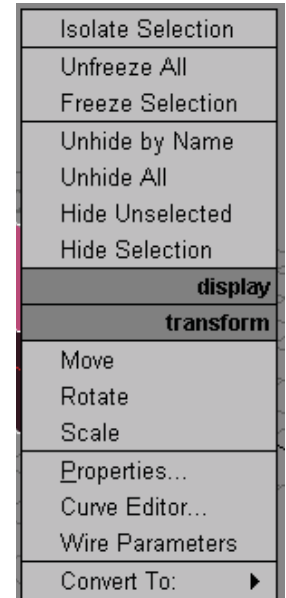 Isolate Selection
Unfreeze All
Freeze Selection
Unhide by Name
Unhide All
Hide Unselected
Hide Selection
display
transform
Move
Rotate
Scale
Properties...
Curve Editor...
Wire Parameters
Convert To: